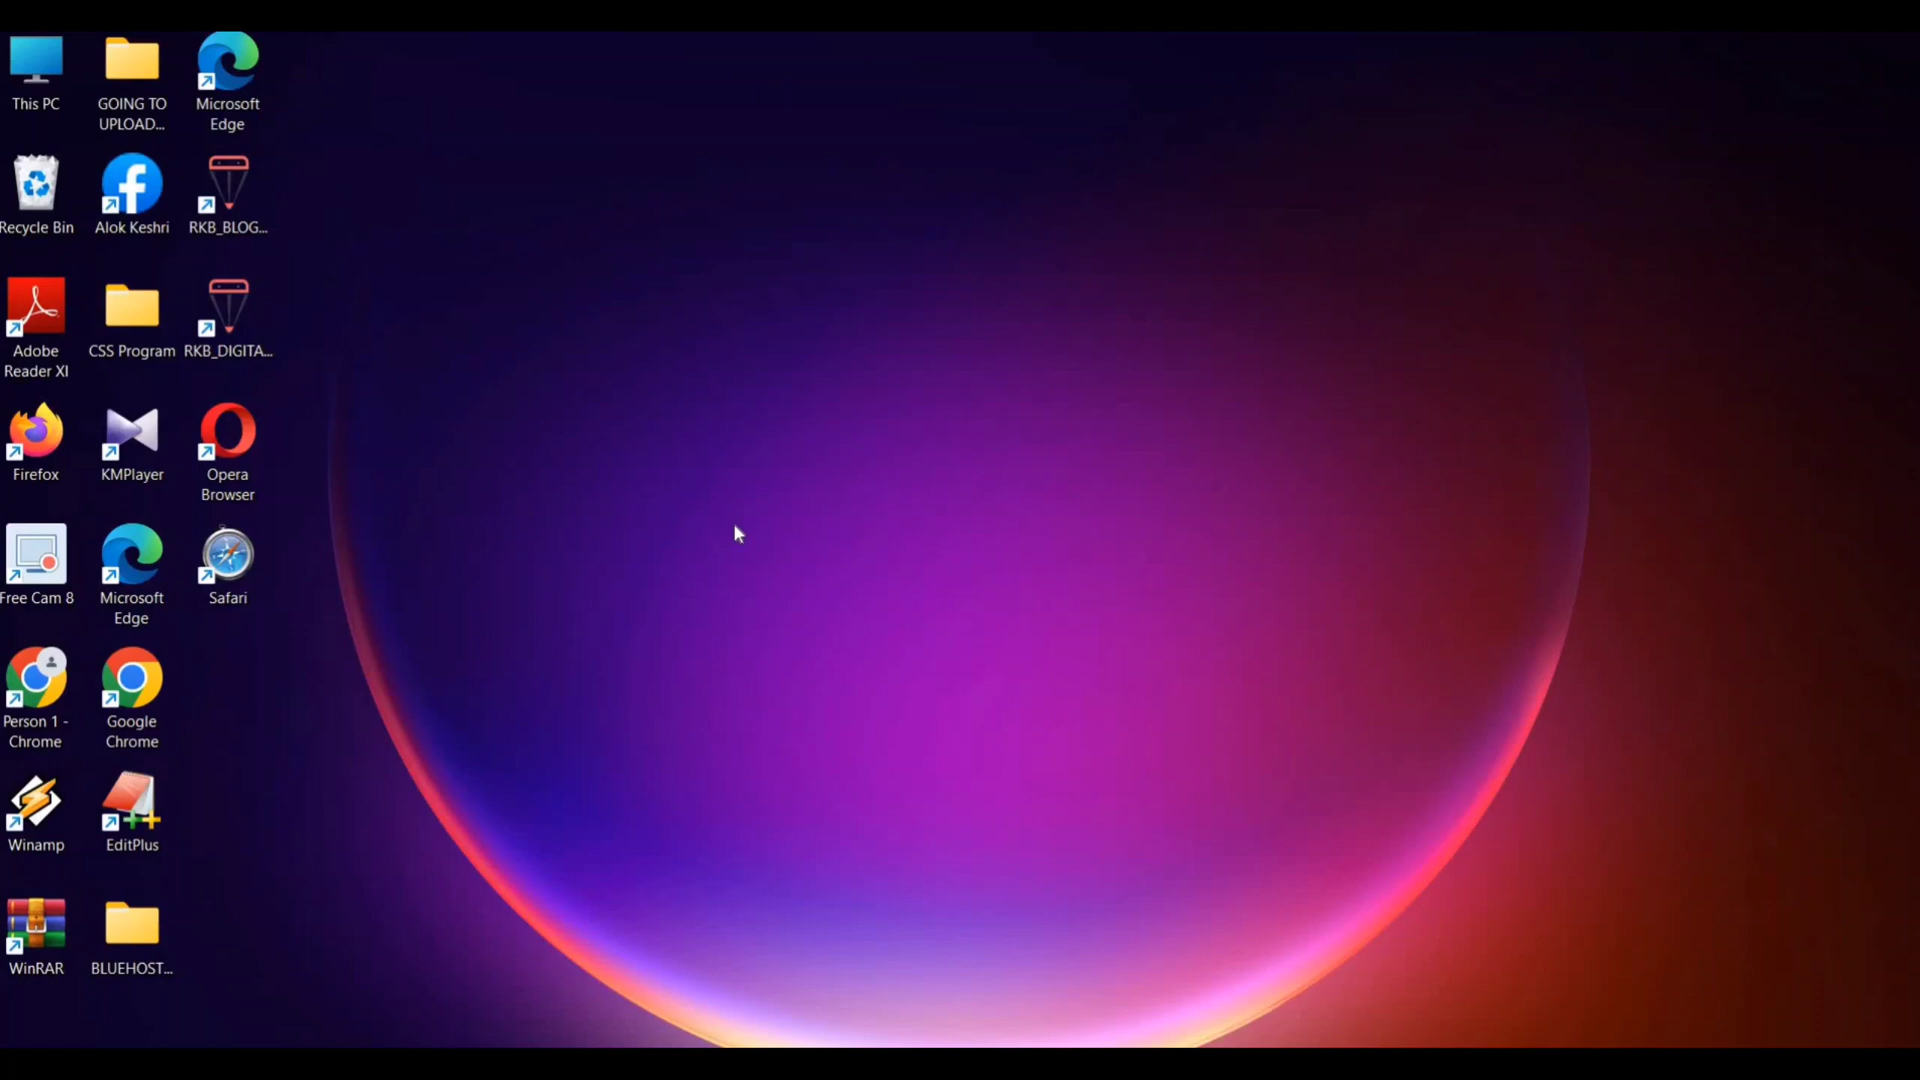 This PC
GOING TO
UPLOAD...
Microsoft
Edge
Recycle Bin
Alok Keshri
RKB_BLOG...
Adobe
Reader XI
CSS Program
RKB_DIGITA...
Firefox
KMPlayer
Opera
Browser
Free Cam 8
Microsoft
Edge
Safari
Person 1 -
Chrome
Google
Chrome
Winamp
EditPlus
WinRAR
BLUEHOST...